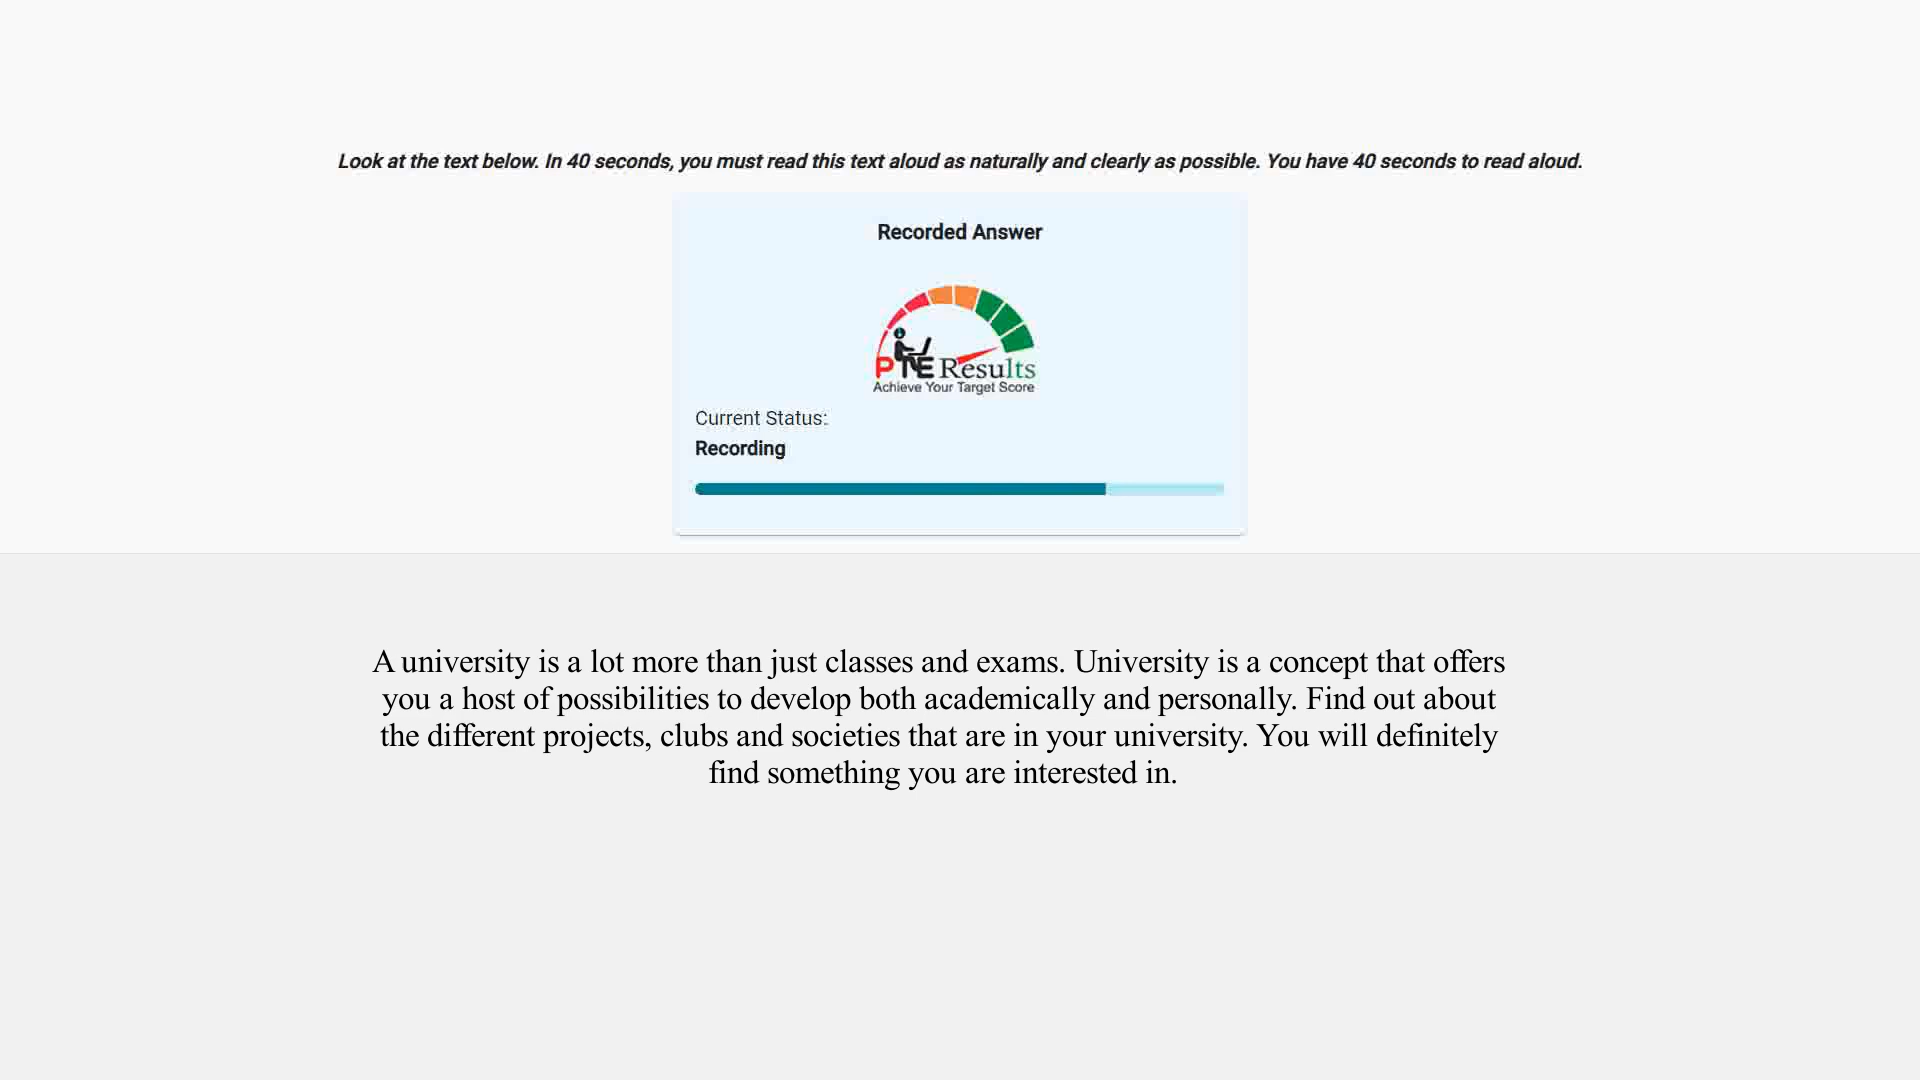 Look at the text below. In 40 seconds, you must read this text aloud as naturally and clearly as possible. You have 40 seconds to read aloud.
Recorded Answer
PTE Results
Achieve Your Target Score
Current Status:
Recording
A university is a lot more than just classes and exams. University is a concept that offers
you a host of possibilities to develop both academically and personally. Find out about
the different projects, clubs and societies that are in your university. You will definitely
find something you are interested in.